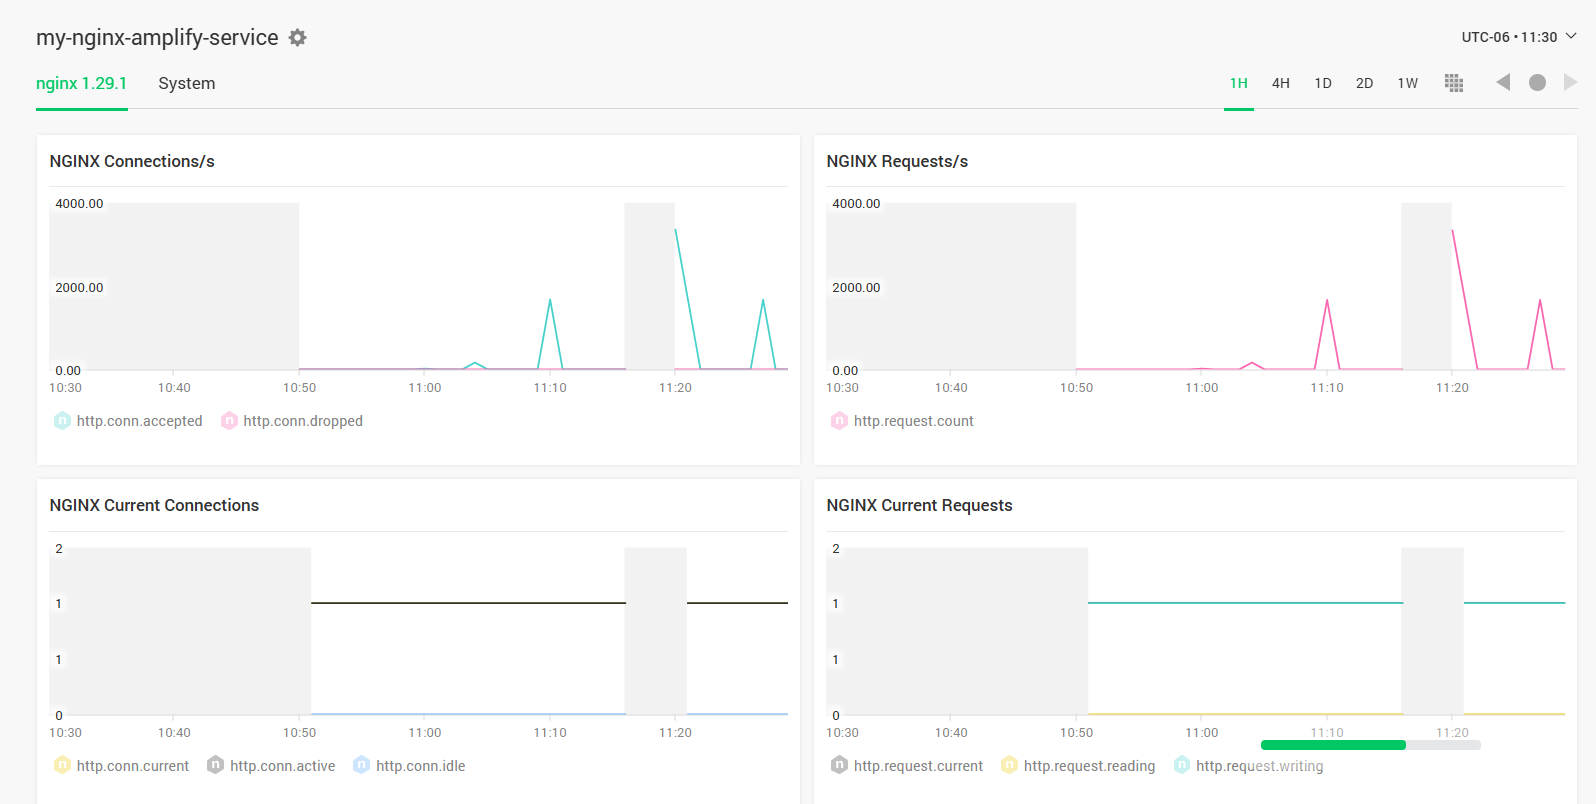 my-nginx-amplify-service
UTC-06 • 11:30
nginx 1.29.1 System
1H 4H 1D 2D 1W
NGINX Connections/s
4000.00
2000.00
0.00
10:30 10:40 10:50 11:00 11:10 11:20
n http.conn.accepted n http.conn.dropped
NGINX Requests/s
4000.00
2000.00
0.00
10:30 10:40 10:50 11:00 11:10 11:20
n http.request.count
NGINX Current Connections
2
1
1
0
10:30 10:40 10:50 11:00 11:10 11:20
n http.conn.current n http.conn.active n http.conn.idle
NGINX Current Requests
2
1
1
0
10:30 10:40 10:50 11:00 11:10 11:20
n http.request.current n http.request.reading n http.request.writing